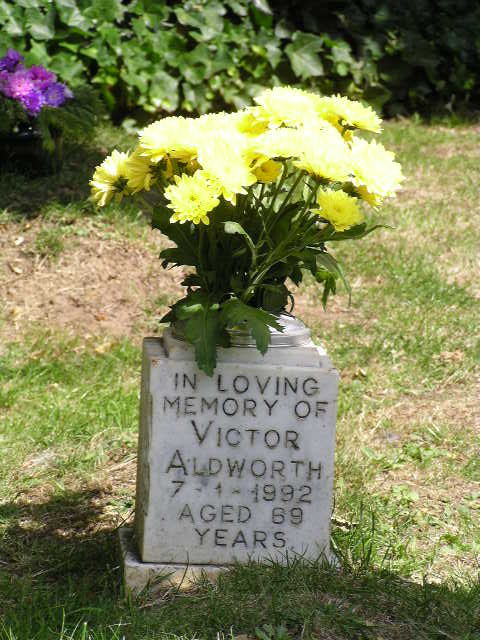 IN LOVING
MEMORY OF
VICTOR
ALDWORTH
7-1-1992
AGED 69
YEARS.